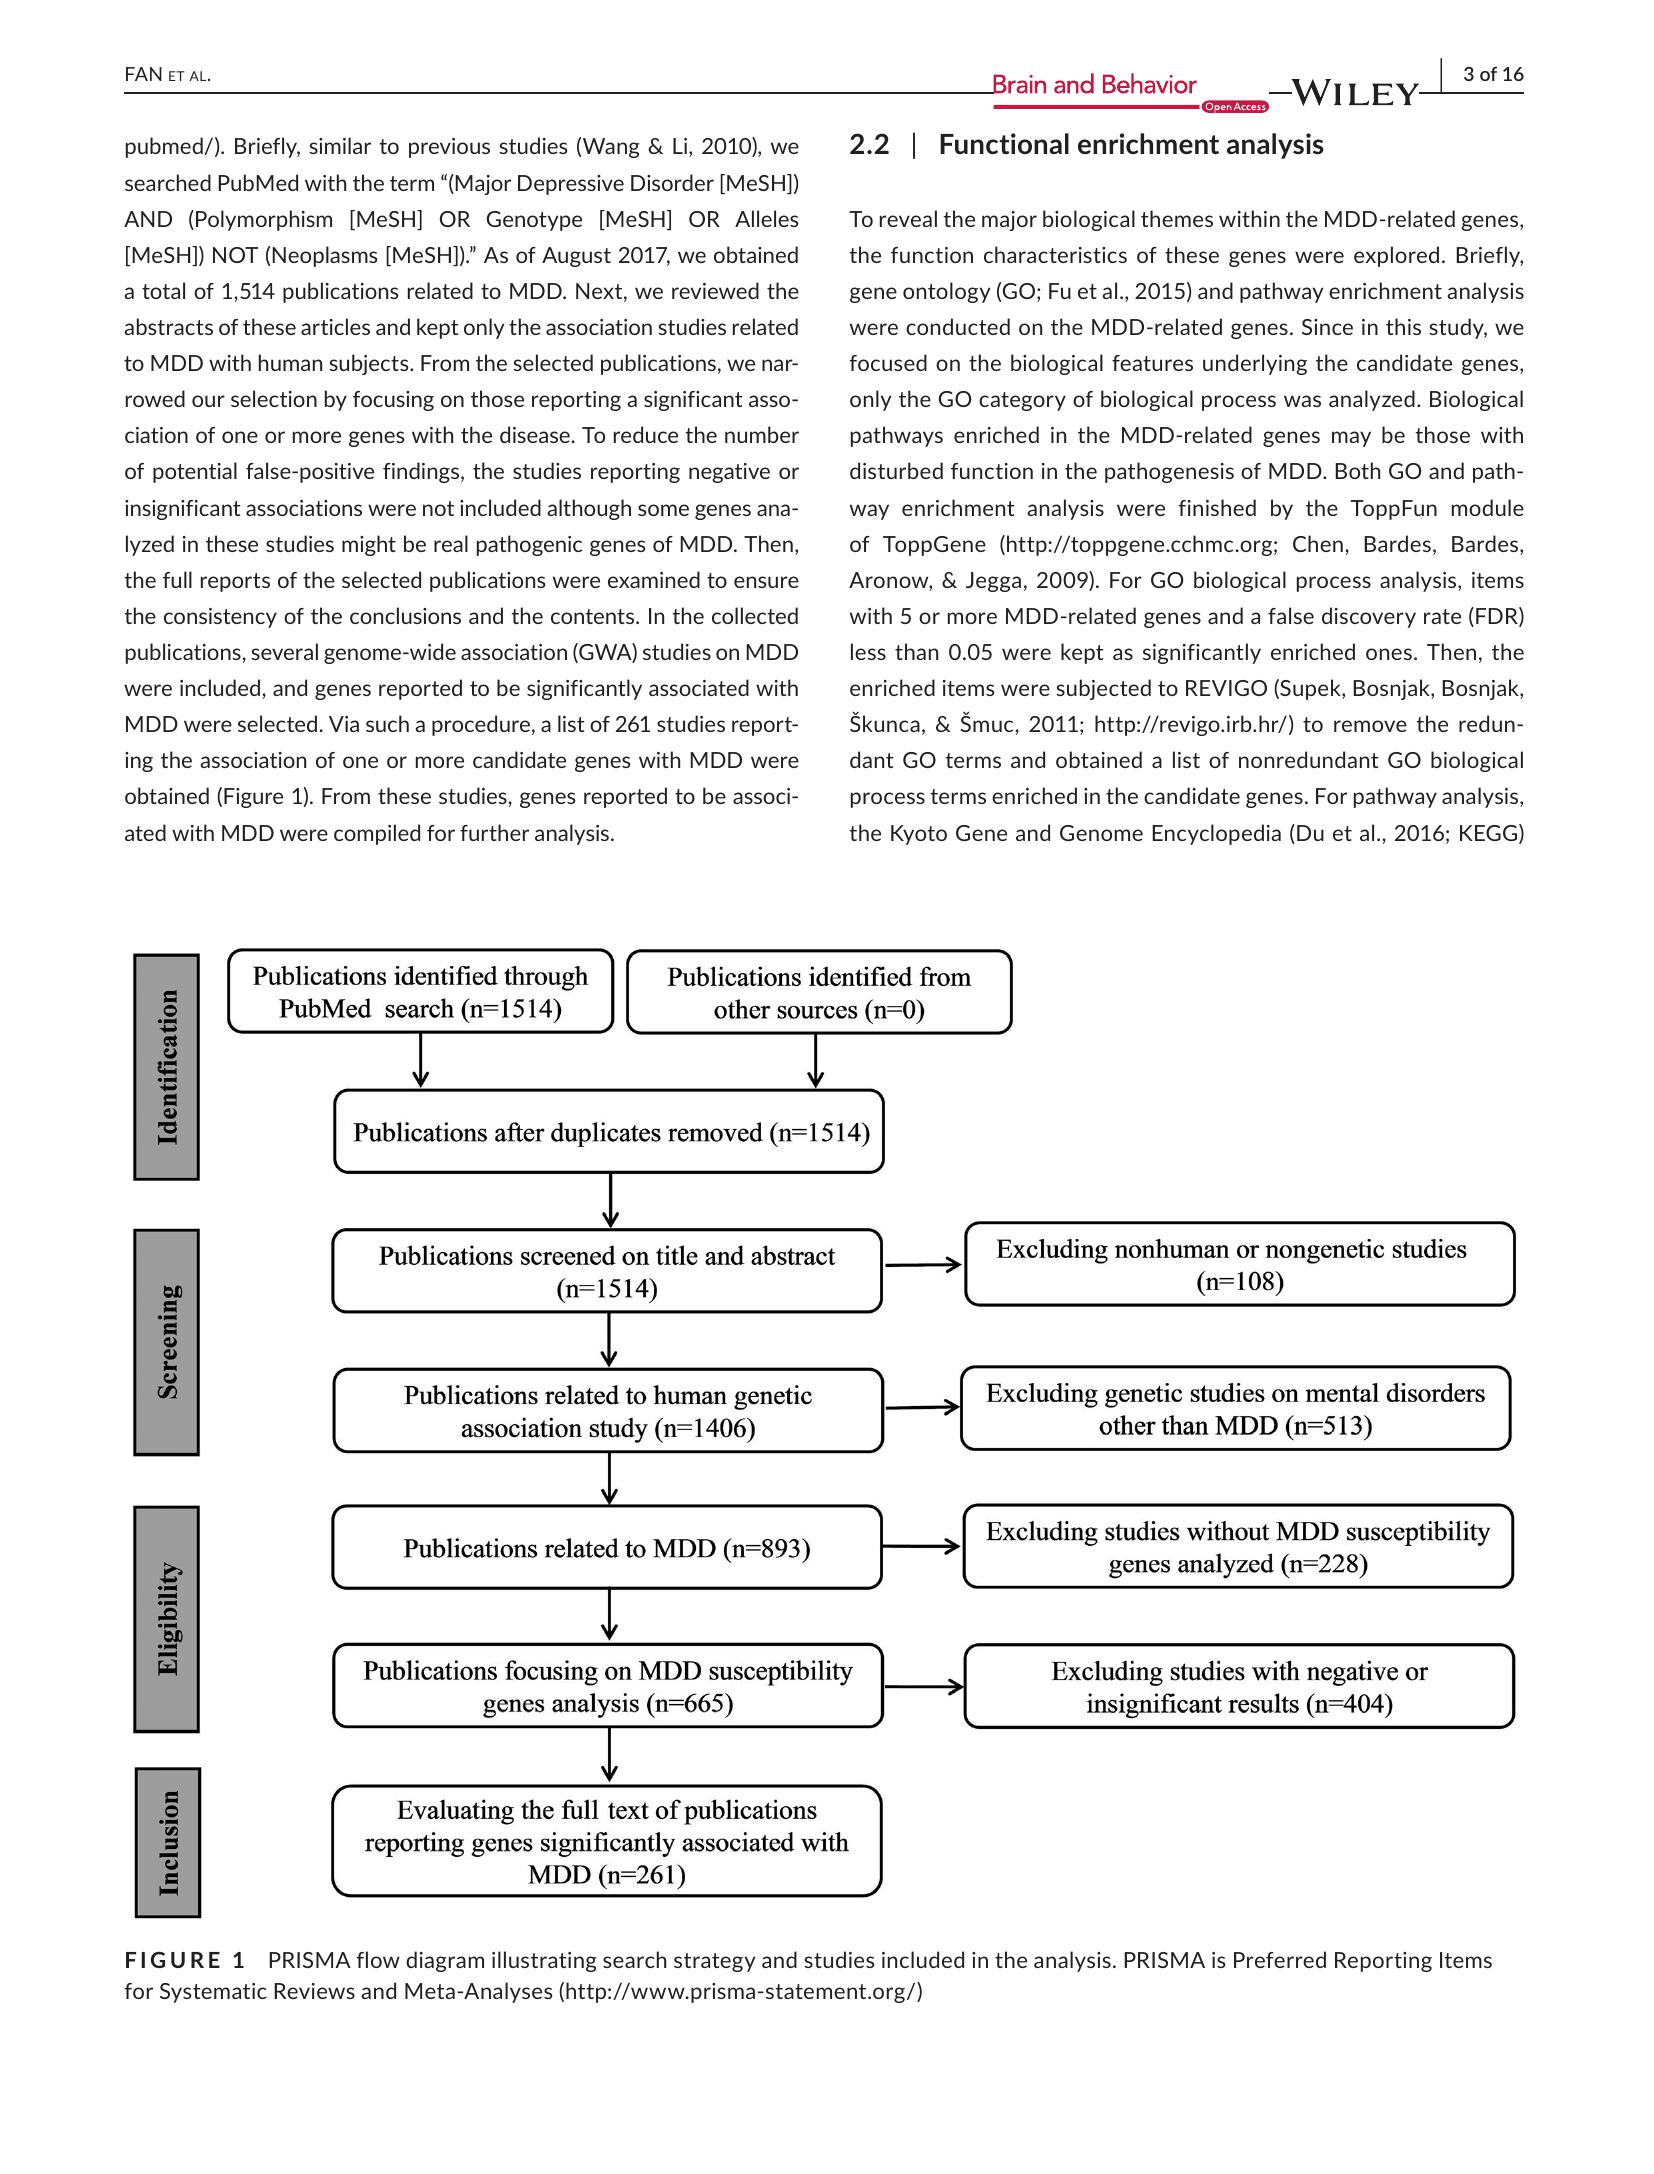 FAN ET AL.
Brain and Behavior
Open Access
WILEY
3 of 16
pubmed/). Briefly, similar to previous studies (Wang & Li, 2010), we
searched PubMed with the term “(Major Depressive Disorder [MeSH])
AND (Polymorphism [MeSH] OR Genotype [MeSH] OR Alleles
[MeSH]) NOT (Neoplasms [MeSH]).” As of August 2017, we obtained
a total of 1,514 publications related to MDD. Next, we reviewed the
abstracts of these articles and kept only the association studies related
to MDD with human subjects. From the selected publications, we nar-
rowed our selection by focusing on those reporting a significant asso-
ciation of one or more genes with the disease. To reduce the number
of potential false-positive findings, the studies reporting negative or
insignificant associations were not included although some genes ana-
lyzed in these studies might be real pathogenic genes of MDD. Then,
the full reports of the selected publications were examined to ensure
the consistency of the conclusions and the contents. In the collected
publications, several genome-wide association (GWA) studies on MDD
were included, and genes reported to be significantly associated with
MDD were selected. Via such a procedure, a list of 261 studies report-
ing the association of one or more candidate genes with MDD were
obtained (Figure 1). From these studies, genes reported to be associ-
ated with MDD were compiled for further analysis.
2.2 | Functional enrichment analysis
To reveal the major biological themes within the MDD-related genes,
the function characteristics of these genes were explored. Briefly,
gene ontology (GO; Fu et al., 2015) and pathway enrichment analysis
were conducted on the MDD-related genes. Since in this study, we
focused on the biological features underlying the candidate genes,
only the GO category of biological process was analyzed. Biological
pathways enriched in the MDD-related genes may be those with
disturbed function in the pathogenesis of MDD. Both GO and path-
way enrichment analysis were finished by the ToppFun module
of ToppGene (http://toppgene.cchmc.org; Chen, Bardes, Bardes,
Aronow, & Jegga, 2009). For GO biological process analysis, items
with 5 or more MDD-related genes and a false discovery rate (FDR)
less than 0.05 were kept as significantly enriched ones. Then, the
enriched items were subjected to REVIGO (Supek, Bosnjak, Bosnjak,
Škunca, & Šmuc, 2011; http://revigo.irb.hr/) to remove the redun-
dant GO terms and obtained a list of nonredundant GO biological
process terms enriched in the candidate genes. For pathway analysis,
the Kyoto Gene and Genome Encyclopedia (Du et al., 2016; KEGG)
Identification
Publications identified through
PubMed search (n=1514)
Publications identified from
other sources (n=0)
Publications after duplicates removed (n=1514)
Screening
Publications screened on title and abstract
(n=1514)
Excluding nonhuman or nongenetic studies
(n=108)
Publications related to human genetic
association study (n=1406)
Excluding genetic studies on mental disorders
other than MDD (n=513)
Eligibility
Publications related to MDD (n=893)
Excluding studies without MDD susceptibility
genes analyzed (n=228)
Publications focusing on MDD susceptibility
genes analysis (n=665)
Excluding studies with negative or
insignificant results (n=404)
Inclusion
Evaluating the full text of publications
reporting genes significantly associated with
MDD (n=261)
FIGURE 1 PRISMA flow diagram illustrating search strategy and studies included in the analysis. PRISMA is Preferred Reporting Items
for Systematic Reviews and Meta-Analyses (http://www.prisma-statement.org/)